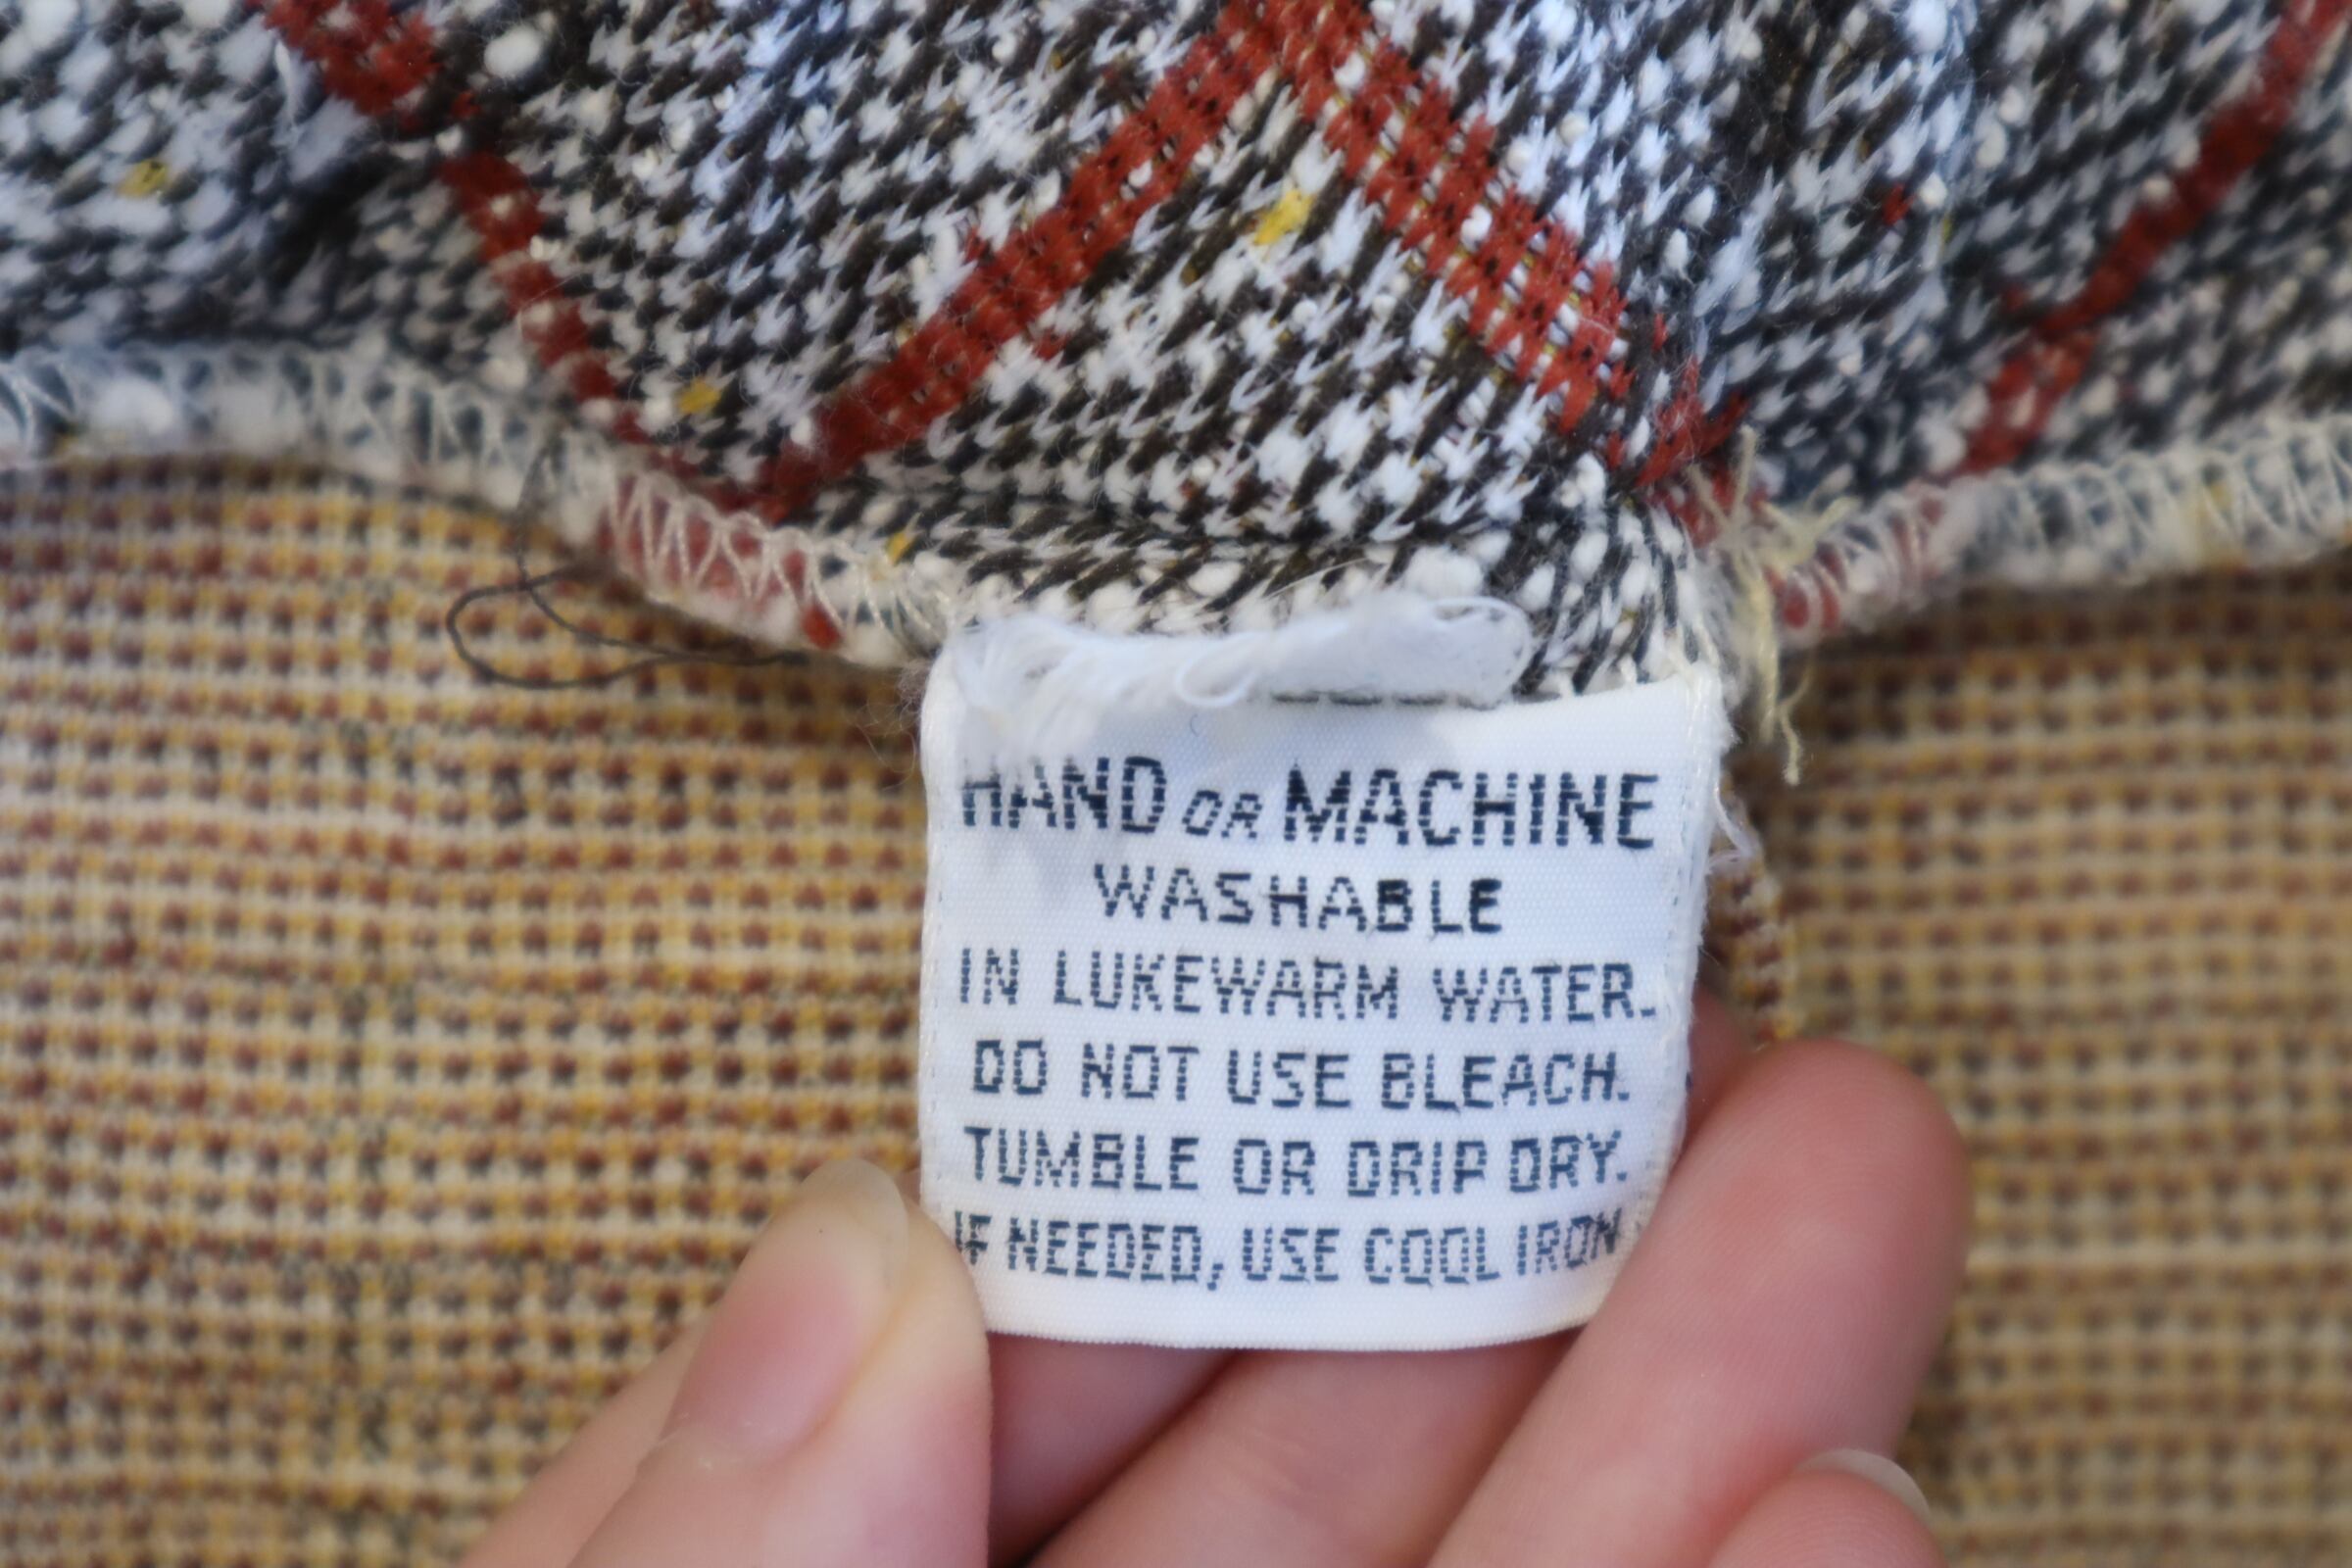 HAND OR MACHINE
WASHABLE
IN LUKEWARM WATER.
DO NOT USE BLEACH.
TUMBLE OR DRIP DRY.
IF NEEDED, USE COOL IRON